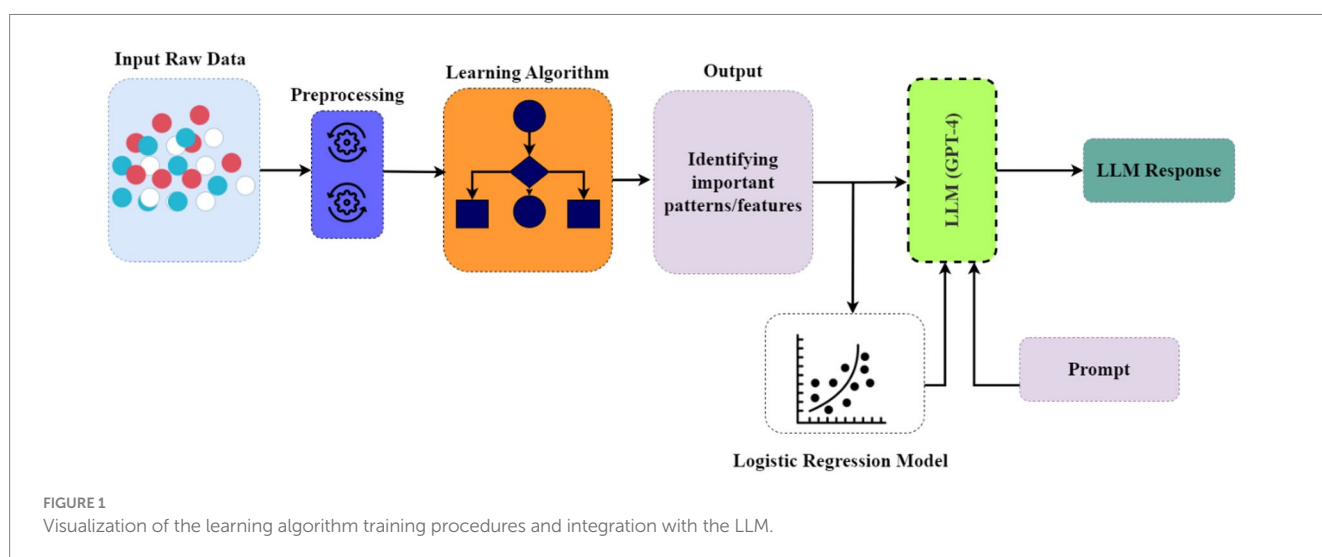 Input Raw Data
Preprocessing
Learning Algorithm
Output
Identifying
important
patterns/features
LLM (GPT-4)
LLM Response
Prompt
Logistic Regression Model
FIGURE 1
Visualization of the learning algorithm training procedures and integration with the LLM.